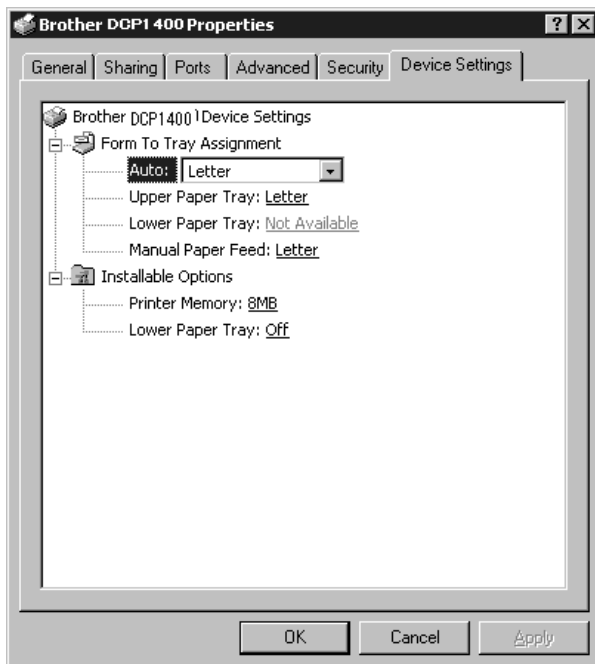 Brother DCP1400 Properties
General Sharing Ports Advanced Security Device Settings
Brother DCP1400 Device Settings
Form To Tray Assignment
Auto: Letter
Upper Paper Tray: Letter
Lower Paper Tray: Not Available
Manual Paper Feed: Letter
Installable Options
Printer Memory: 8MB
Lower Paper Tray: Off
OK Cancel Apply